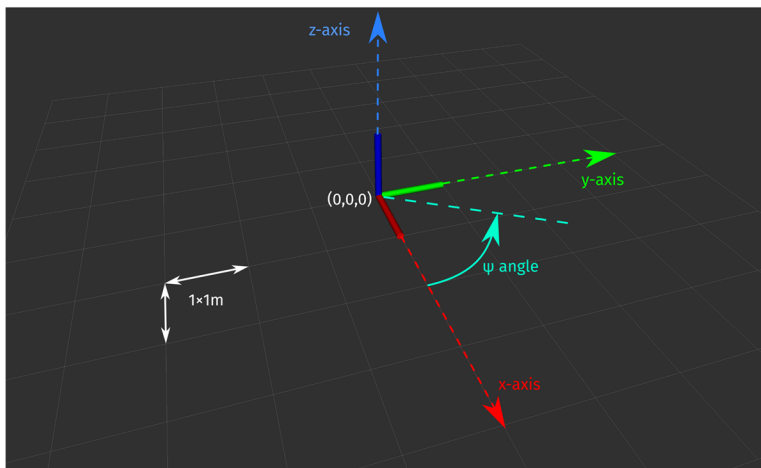 z-axis
y-axis
(0,0,0)
ψ angle
1×1m
x-axis